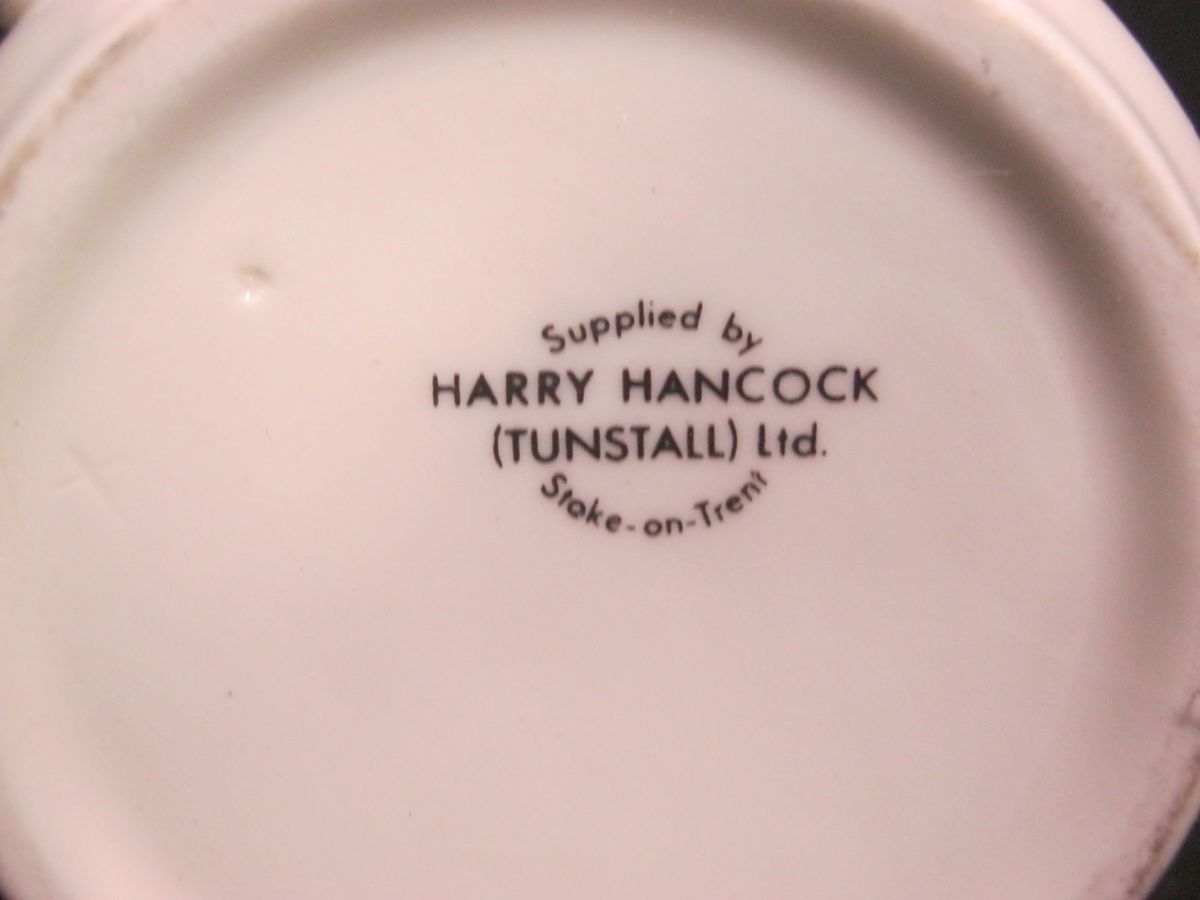 Supplied by
HARRY HANCOCK
(TUNSTALL) Ltd.
Stoke-on-Trent